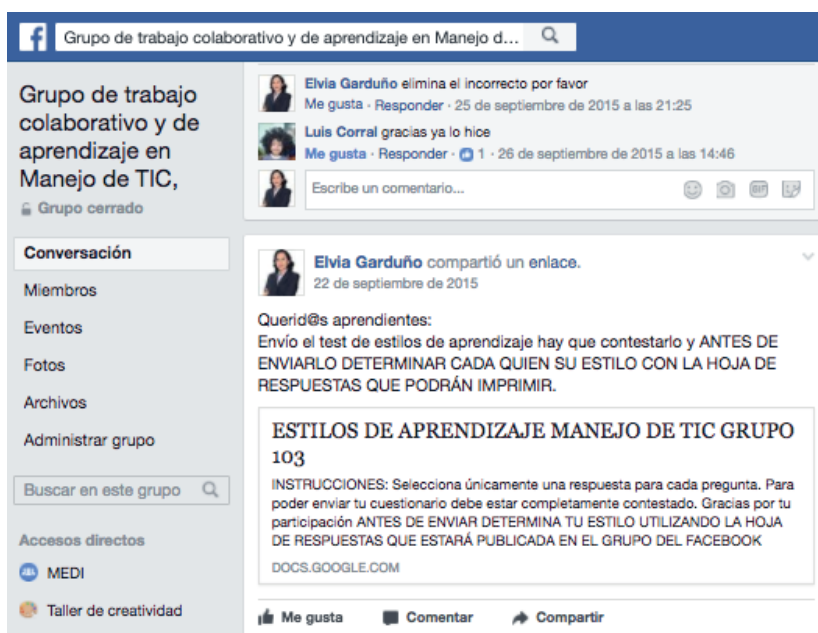 f
Grupo de trabajo colaborativo y de aprendizaje en Manejo d...
Grupo de trabajo
colaborativo y de
aprendizaje en
Manejo de TIC,
Grupo cerrado
Conversación
Miembros
Eventos
Fotos
Archivos
Administrar grupo
Buscar en este grupo
Accesos directos
MEDI
Taller de creatividad
Elvia Garduño elimina el incorrecto por favor
Me gusta · Responder · 25 de septiembre de 2015 a las 21:25
Luis Corral gracias ya lo hice
Me gusta · Responder · 1 · 26 de septiembre de 2015 a las 14:46
Escribe un comentario...
GIF
Elvia Garduño compartió un enlace.
22 de septiembre de 2015
Querid@s aprendientes:
Envío el test de estilos de aprendizaje hay que contestarlo y ANTES DE
ENVIARLO DETERMINAR CADA QUIEN SU ESTILO CON LA HOJA DE
RESPUESTAS QUE PODRÁN IMPRIMIR.
ESTILOS DE APRENDIZAJE MANEJO DE TIC GRUPO
103
INSTRUCCIONES: Selecciona únicamente una respuesta para cada pregunta. Para
poder enviar tu cuestionario debe estar completamente contestado. Gracias por tu
participación ANTES DE ENVIAR DETERMINA TU ESTILO UTILIZANDO LA HOJA
DE RESPUESTAS QUE ESTARÁ PUBLICADA EN EL GRUPO DEL FACEBOOK
DOCS.GOOGLE.COM
Me gusta
Comentar
Compartir